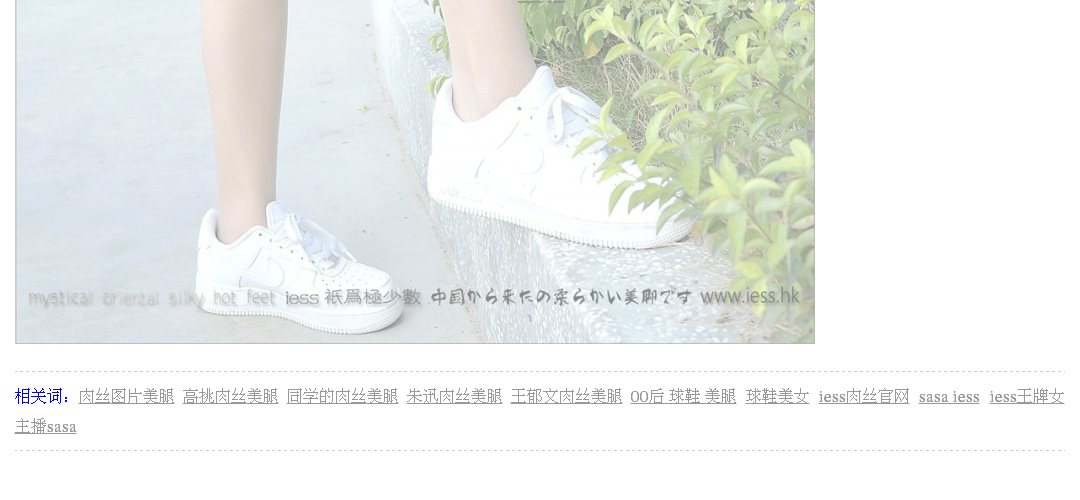 mystical oriental silky hot feet iess 祇爲極少數 中国から来たの柔らかい美脚です www.iess.hk
相关词：肉丝图片美腿 高挑肉丝美腿 同学的肉丝美腿 朱迅肉丝美腿 王郁文肉丝美腿 00后 球鞋 美腿 球鞋美女 iess肉丝官网 sasa iess iess王牌女
主播sasa